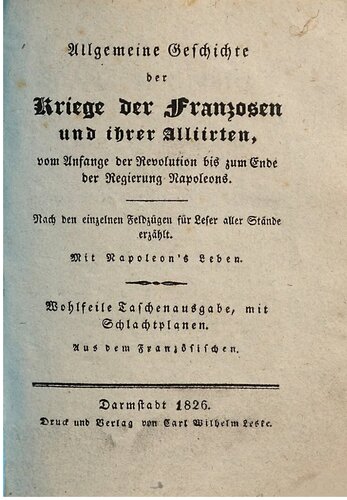 Allgemeine Geschichte
der
Kriege der Franzosen
und ihrer Alliirten,
vom Anfange der Revolution bis zum Ende
der Regierung Napoleons.
Nach den einzelnen Feldzügen für Leser aller Stände
erzählt.
Mit Napoleon's Leben.
Wohlfeile Taschenausgabe, mit
Schlachtplanen.
Aus dem Französischen.
Darmstadt 1826.
Druck und Verlag von Carl Wilhelm Leske.